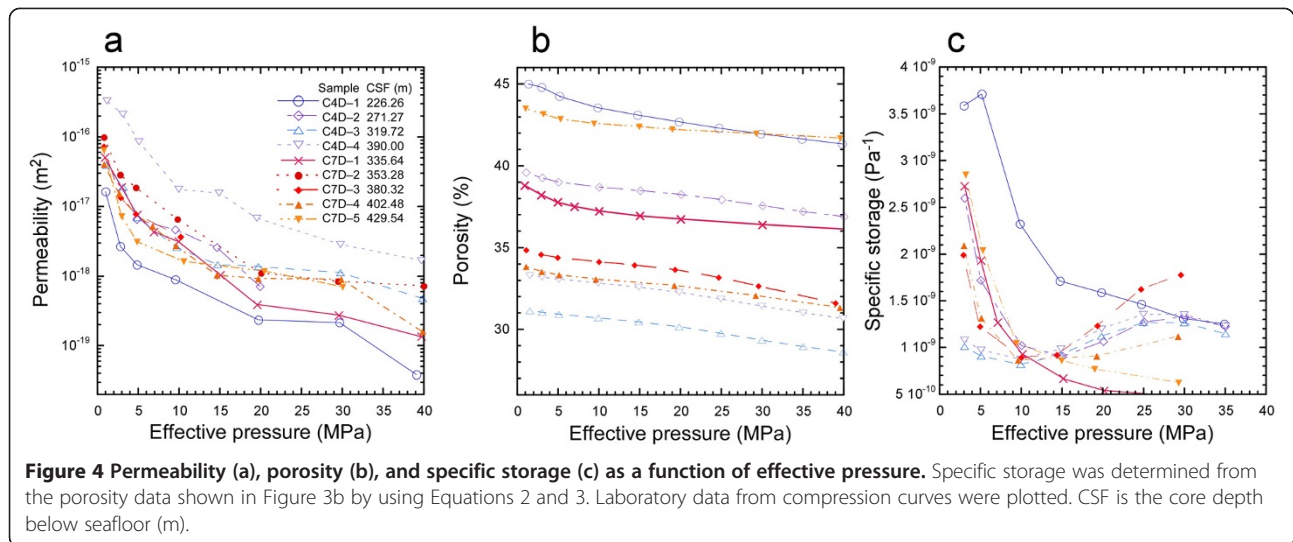 a
10⁻¹⁵
10⁻¹⁶
10⁻¹⁷
10⁻¹⁸
10⁻¹⁹
Permeability (m²)
0 5 10 15 20 25 30 35 40
Effective pressure (MPa)
Sample CSF (m)
C4D–1 226.26
C4D–2 271.27
C4D–3 319.72
C4D–4 390.00
C7D–1 335.64
C7D–2 353.28
C7D–3 380.32
C7D–4 402.48
C7D–5 429.54
b
45
40
35
30
Porosity (%)
0 5 10 15 20 25 30 35 40
Effective pressure (MPa)
c
4 10⁻⁹
3.5 10⁻⁹
3 10⁻⁹
2.5 10⁻⁹
2 10⁻⁹
1.5 10⁻⁹
1 10⁻⁹
5 10⁻¹⁰
Specific storage (Pa⁻¹)
0 5 10 15 20 25 30 35 40
Effective pressure (MPa)
Figure 4 Permeability (a), porosity (b), and specific storage (c) as a function of effective pressure. Specific storage was determined from
the porosity data shown in Figure 3b by using Equations 2 and 3. Laboratory data from compression curves were plotted. CSF is the core depth
below seafloor (m).